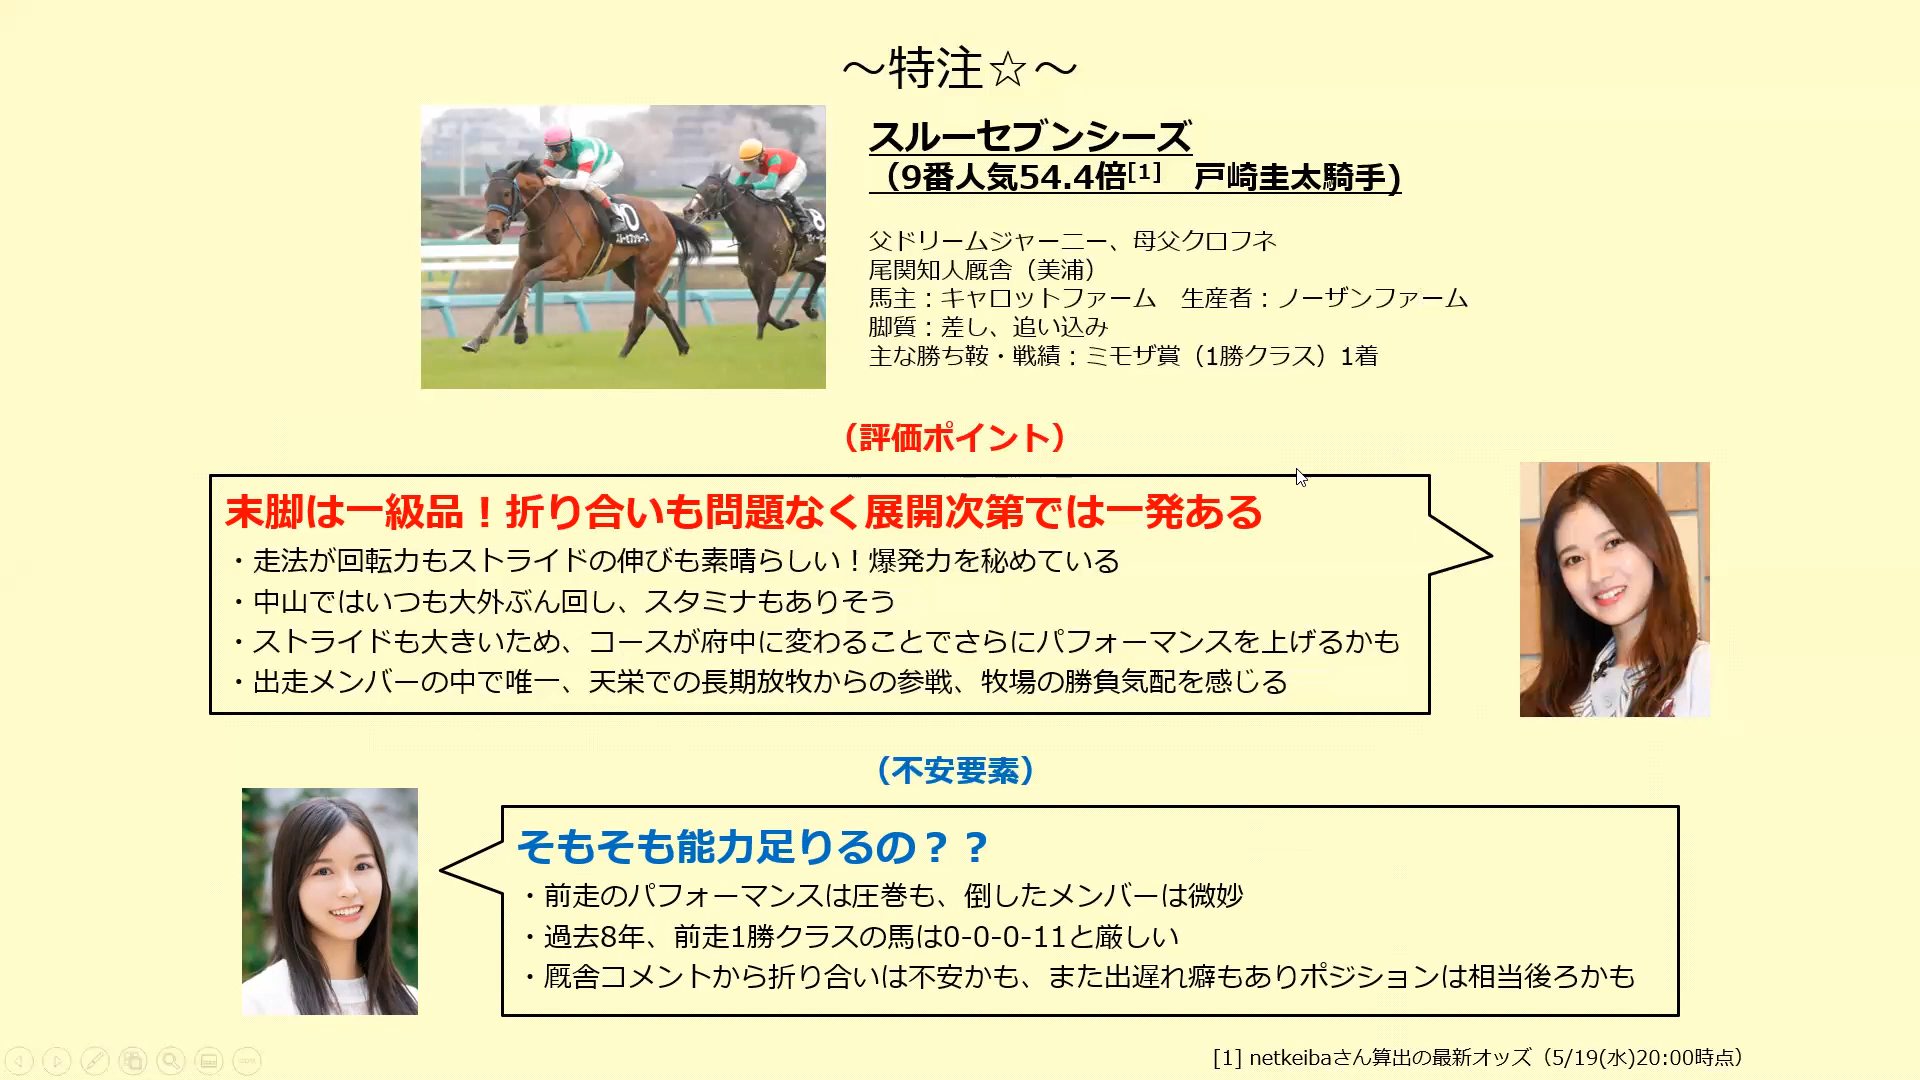 ～特注☆～
スルーセブンシーズ
（9番人気54.4倍[1]　戸崎圭太騎手)
父ドリームジャーニー、母父クロフネ
尾関知人厩舎（美浦）
馬主：キャロットファーム　生産者：ノーザンファーム
脚質：差し、追い込み
主な勝ち鞍・戦績：ミモザ賞（1勝クラス）1着
10
スルーセブンシーズ
8
（評価ポイント）
末脚は一級品！折り合いも問題なく展開次第では一発ある
・走法が回転力もストライドの伸びも素晴らしい！爆発力を秘めている
・中山ではいつも大外ぶん回し、スタミナもありそう
・ストライドも大きいため、コースが府中に変わることでさらにパフォーマンスを上げるかも
・出走メンバーの中で唯一、天栄での長期放牧からの参戦、牧場の勝負気配を感じる
（不安要素）
そもそも能力足りるの？？
・前走のパフォーマンスは圧巻も、倒したメンバーは微妙
・過去8年、前走1勝クラスの馬は0-0-0-11と厳しい
・厩舎コメントから折り合いは不安かも、また出遅れ癖もありポジションは相当後ろかも
[1] netkeibaさん算出の最新オッズ（5/19(水)20:00時点）